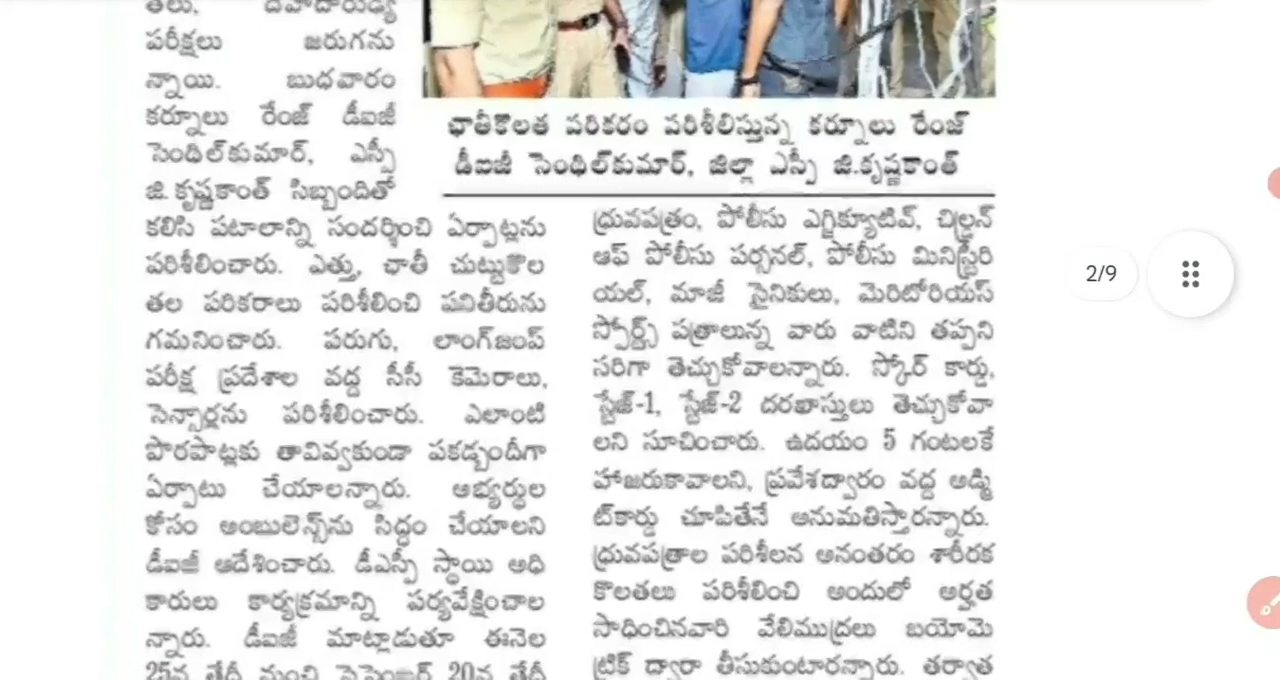 పరీక్షలు జరుగను
న్నాయి. బుధవారం
కర్నూలు రేంజ్ డీఐజీ
సెంథిల్‌కుమార్, ఎస్పీ
జి.కృష్ణకాంత్ సిబ్బందితో
కలిసి పటాలాన్ని సందర్శించి ఏర్పాట్లను
పరిశీలించారు. ఎత్తు, ఛాతీ చుట్టుకొల
తల పరికరాలు పరిశీలించి పనితీరును
గమనించారు. పరుగు, లాంగ్‌జంప్
పరీక్ష ప్రదేశాల వద్ద సీసీ కెమెరాలు,
సెన్సార్లను పరిశీలించారు. ఎలాంటి
పొరపాట్లకు తావివ్వకుండా పకడ్బందీగా
ఏర్పాటు చేయాలన్నారు. అభ్యర్థుల
కోసం అంబులెన్స్‌ను సిద్ధం చేయాలని
డీఐజీ ఆదేశించారు. డీఎస్పీ స్థాయి అధి
కారులు కార్యక్రమాన్ని పర్యవేక్షించాల
న్నారు. డీఐజీ మాట్లాడుతూ ఈనెల
25వ తేదీ నుంచి సెప్టెంబర్ 20వ తేదీ
ఛాతీకొలత పరికరం పరిశీలిస్తున్న కర్నూలు రేంజ్
డీఐజీ సెంథిల్‌కుమార్, జిల్లా ఎస్పీ జి.కృష్ణకాంత్
ధ్రువపత్రం, పోలీసు ఎగ్జిక్యూటివ్, చిల్డ్రన్
ఆఫ్ పోలీసు పర్సనల్, పోలీసు మినిస్టీరి
యల్, మాజీ సైనికులు, మెరిటోరియస్
స్పోర్ట్స్ పత్రాలున్న వారు వాటిని తప్పని
సరిగా తెచ్చుకోవాలన్నారు. స్కోర్ కార్డు,
స్టేజ్-1, స్టేజ్-2 దరఖాస్తులు తెచ్చుకోవా
లని సూచించారు. ఉదయం 5 గంటలకే
హాజరుకావాలని, ప్రవేశద్వారం వద్ద అడ్మి
ట్‌కార్డు చూపితేనే అనుమతిస్తారన్నారు.
ధ్రువపత్రాల పరిశీలన అనంతరం శారీరక
కొలతలు పరిశీలించి అందులో అర్హత
సాధించినవారి వేలిముద్రలు బయోమె
ట్రిక్ ద్వారా తీసుకుంటారన్నారు. తర్వాత
2/9